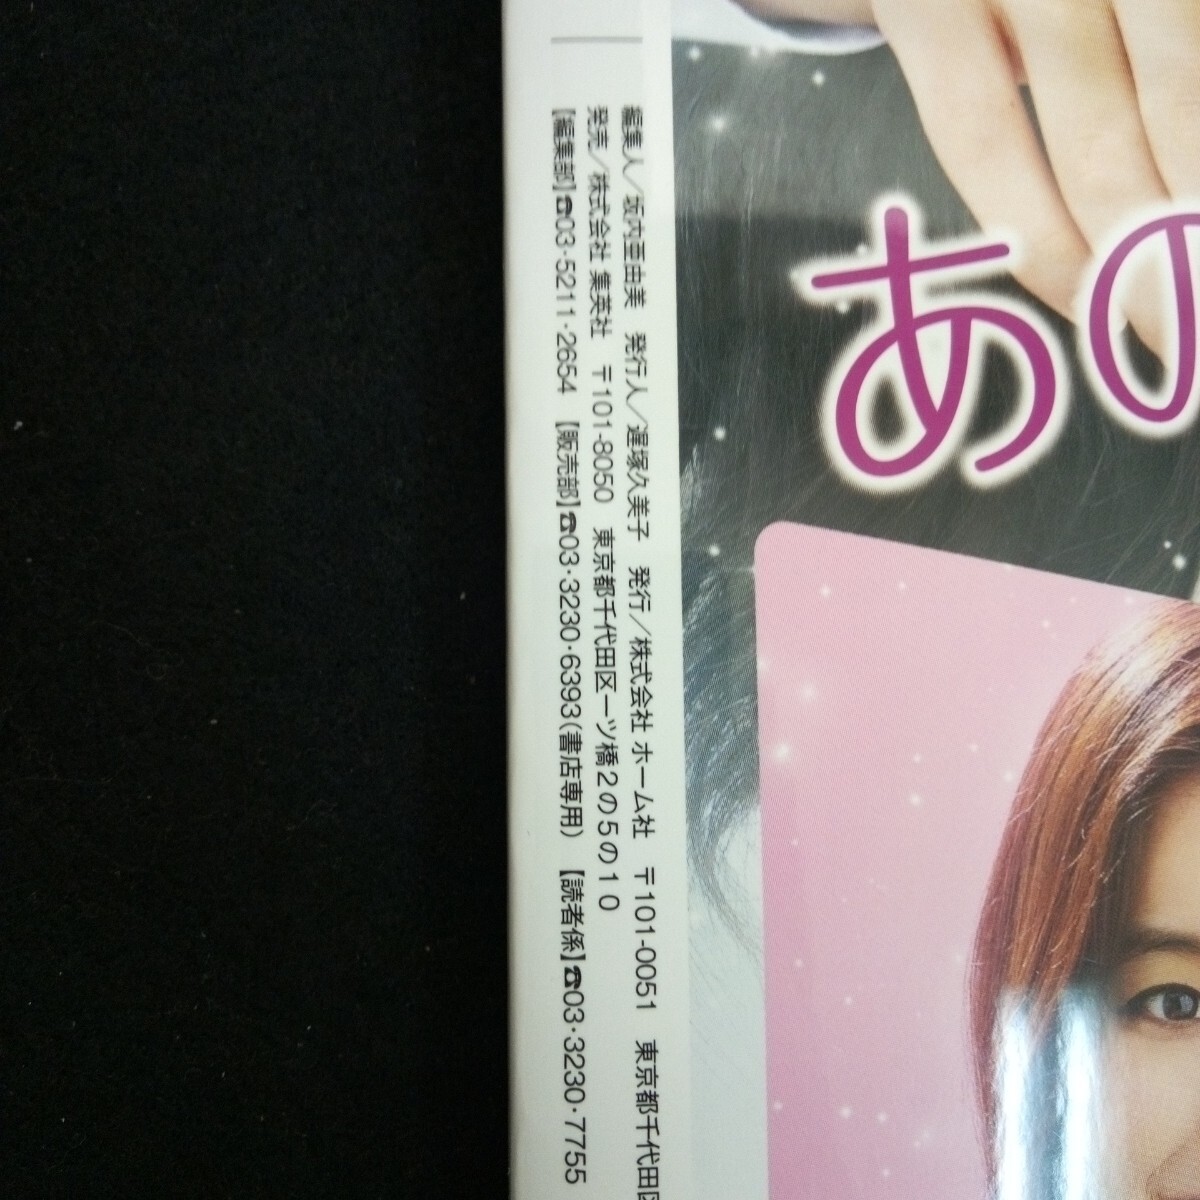 編集人／坂内亜由美　発行人／遅塚久美子　発行／株式会社 ホーム社　〒101-0051　東京都千代田区
発売／株式会社 集英社　〒101-8050　東京都千代田区一ツ橋2の5の10
【編集部】☎03・5211・2654　【販売部】☎03・3230・6393（書店専用）　【読者係】☎03・3230・7755
あの